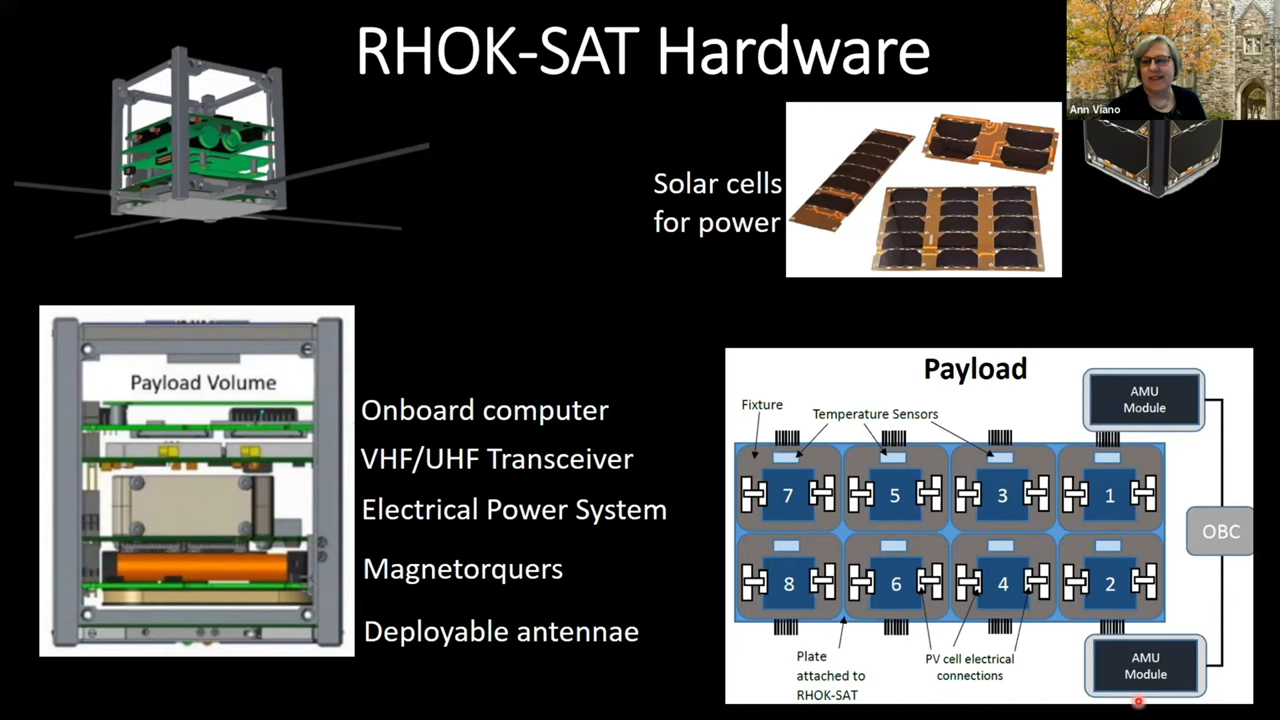 RHOK-SAT Hardware
Ann Viano
Solar cells
for power
Payload Volume
Onboard computer
VHF/UHF Transceiver
Electrical Power System
Magnetorquers
Deployable antennae
Payload
Fixture
Temperature Sensors
AMU
Module
7
5
3
1
OBC
8
6
4
2
Plate
attached to
RHOK-SAT
PV cell electrical
connections
AMU
Module